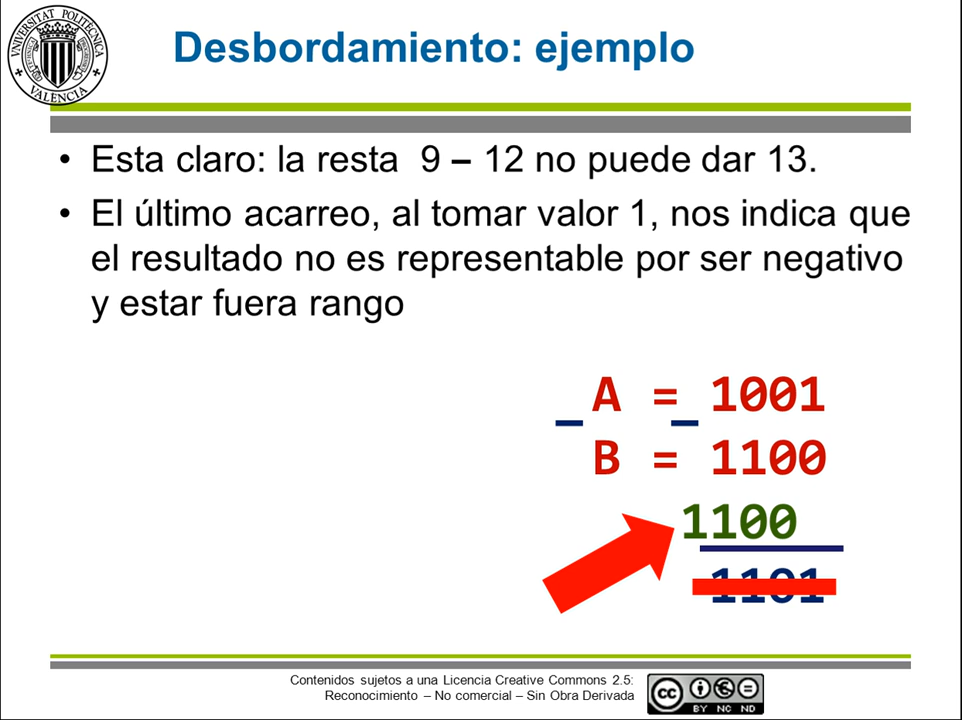 UNIVERSITAT POLITÈCNICA
VALENCIA
Desbordamiento: ejemplo
• Esta claro: la resta 9 – 12 no puede dar 13.
• El último acarreo, al tomar valor 1, nos indica que
el resultado no es representable por ser negativo
y estar fuera rango
_ A = _ 1001
B = 1100
1100
1101
Contenidos sujetos a una Licencia Creative Commons 2.5:
Reconocimiento – No comercial – Sin Obra Derivada
cc
BY NC ND